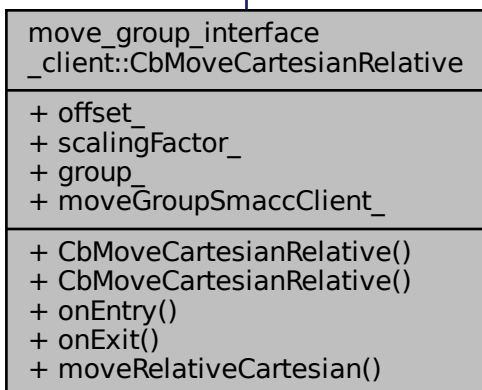 move_group_interface
_client::CbMoveCartesianRelative
+ offset_
+ scalingFactor_
+ group_
+ moveGroupSmaccClient_
+ CbMoveCartesianRelative()
+ CbMoveCartesianRelative()
+ onEntry()
+ onExit()
+ moveRelativeCartesian()